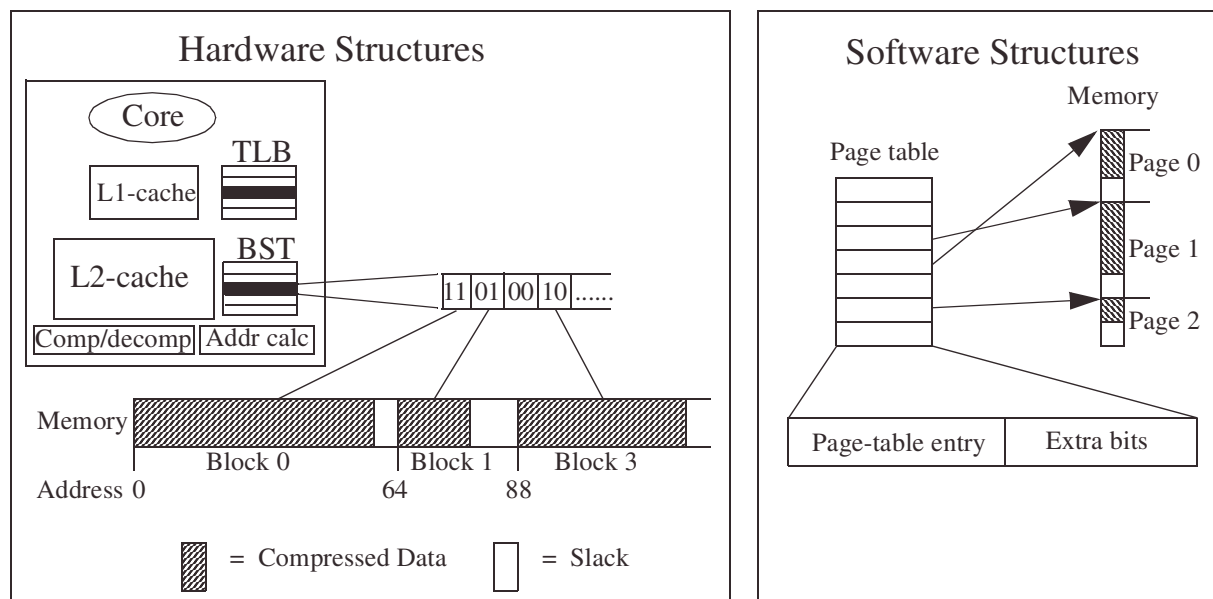 Hardware Structures
Core
TLB
L1-cache
BST
L2-cache
Comp/decomp
Addr calc
11 01 00 10 ......
Memory
Block 0
Block 1
Block 3
Address 0
64
88
= Compressed Data
= Slack
Software Structures
Memory
Page table
Page 0
Page 1
Page 2
Page-table entry
Extra bits